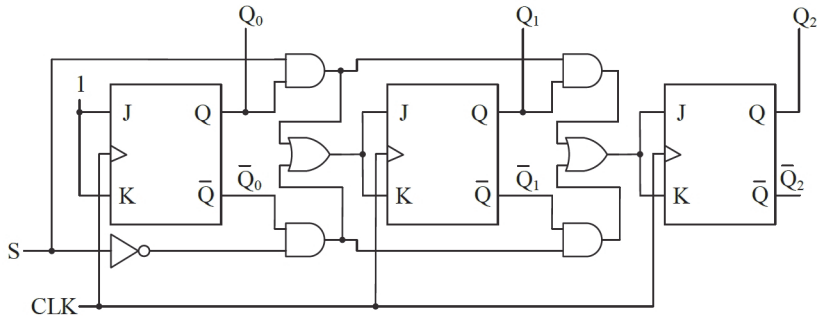 Q₀ Q₁ Q₂
1
J Q J Q J Q
Q̄₀ Q̄₁ Q̄₂
K Q̄ K Q̄ K Q̄
S
CLK